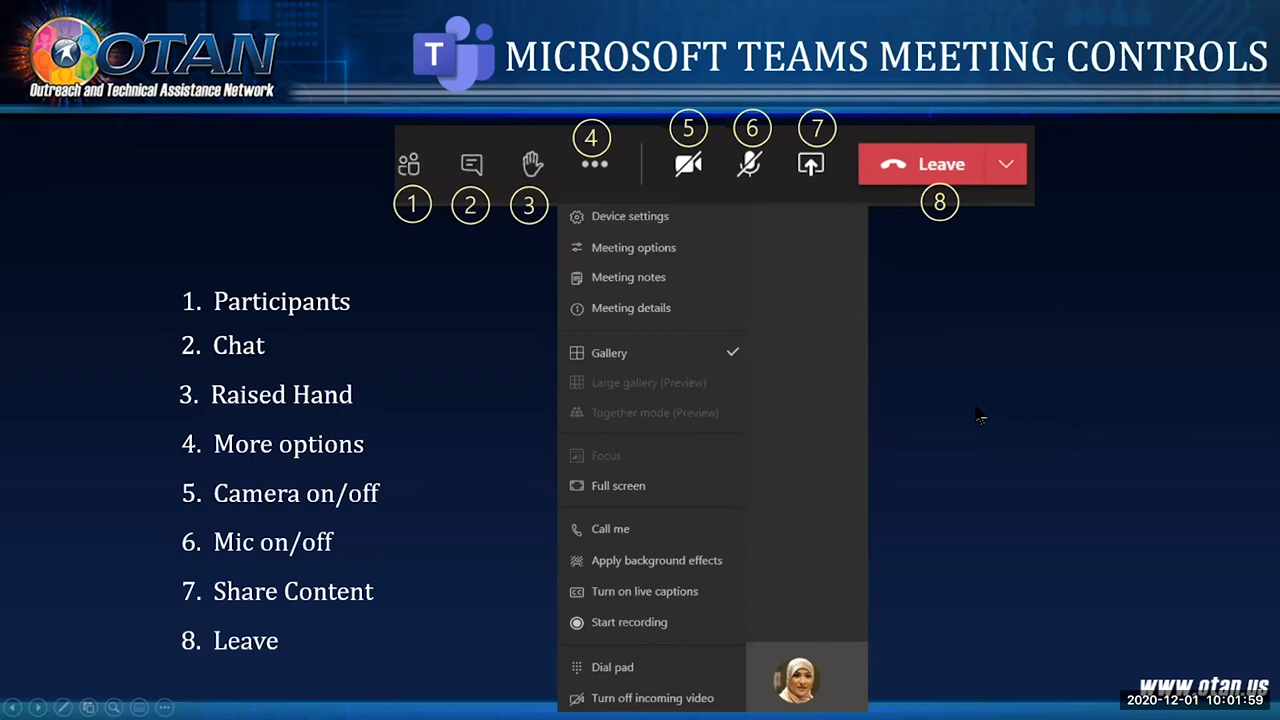 OTAN
Outreach and Technical Assistance Network
T
MICROSOFT TEAMS MEETING CONTROLS
4
5
6
7
Leave
1
2
3
8
Device settings
Meeting options
Meeting notes
Meeting details
Gallery
Large gallery (Preview)
Together mode (Preview)
Focus
Full screen
Call me
Apply background effects
CC
Turn on live captions
Start recording
Dial pad
Turn off incoming video
1. Participants
2. Chat
3. Raised Hand
4. More options
5. Camera on/off
6. Mic on/off
7. Share Content
8. Leave
www.otan.us
2020-12-01 10:01:59